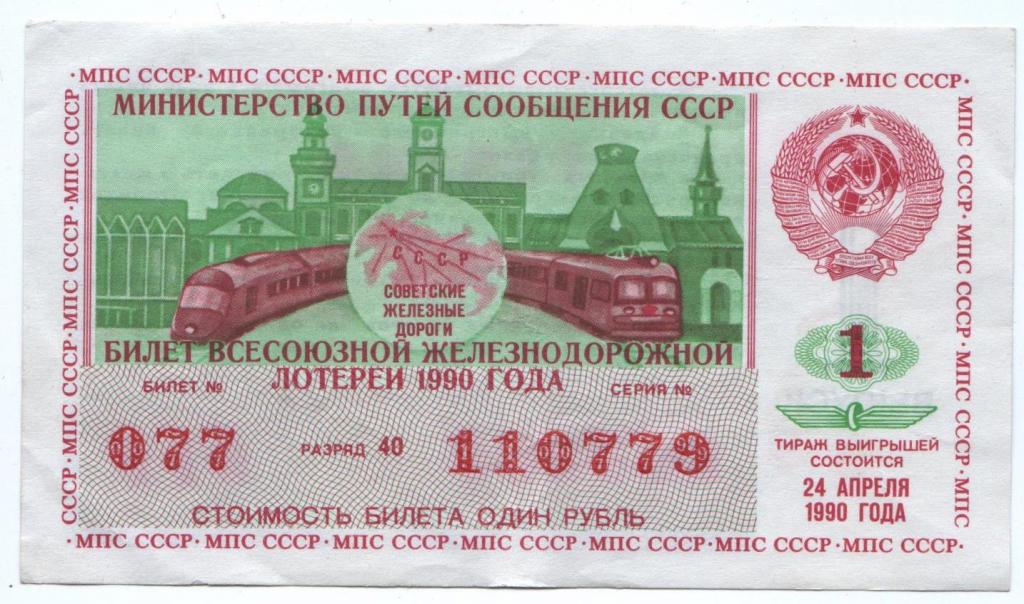 ·МПС СССР·МПС СССР·МПС СССР·МПС СССР·МПС СССР·МПС СССР·МПС СССР·
МИНИСТЕРСТВО ПУТЕЙ СООБЩЕНИЯ СССР
СССР
СОВЕТСКИЕ
ЖЕЛЕЗНЫЕ
ДОРОГИ
БИЛЕТ ВСЕСОЮЗНОЙ ЖЕЛЕЗНОДОРОЖНОЙ
ЛОТЕРЕИ 1990 ГОДА
БИЛЕТ №
СЕРИЯ №
077
РАЗРЯД 40
110779
СТОИМОСТЬ БИЛЕТА ОДИН РУБЛЬ
1
ТИРАЖ ВЫИГРЫШЕЙ
СОСТОИТСЯ
24 АПРЕЛЯ
1990 ГОДА
СССР·МПС СССР·МПС СССР·МПС СССР
МПС СССР·МПС СССР·МПС СССР·МПС
·МПС СССР·МПС СССР·МПС СССР·МПС СССР·МПС СССР·МПС СССР·МПС СССР·